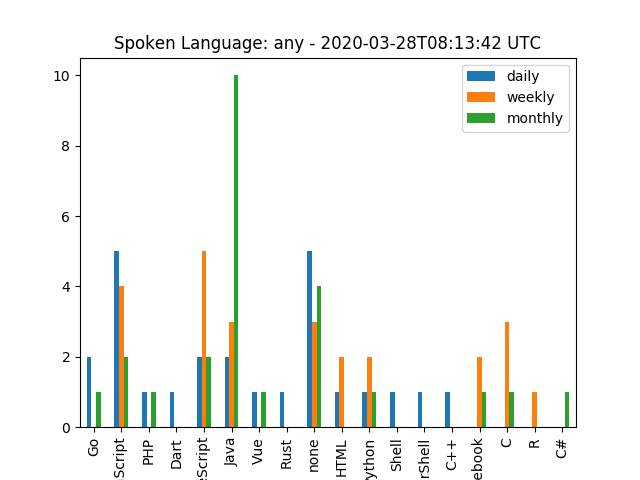 Spoken Language: any - 2020-03-28T08:13:42 UTC
10
8
6
4
2
0
daily
weekly
monthly
Go
Script
PHP
Dart
Script
Java
Vue
Rust
none
HTML
ython
Shell
rShell
C++
ebook
C
R
C#